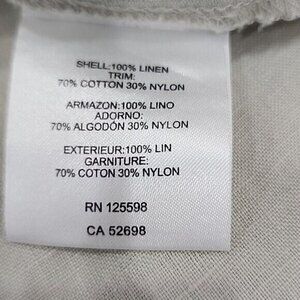 SHELL:100% LINEN
TRIM:
70% COTTON 30% NYLON
ARMAZON:100% LINO
ADORNO:
70% ALGODÓN 30% NYLON
EXTERIEUR:100% LIN
GARNITURE:
70% COTON 30% NYLON
RN 125598
CA 52698